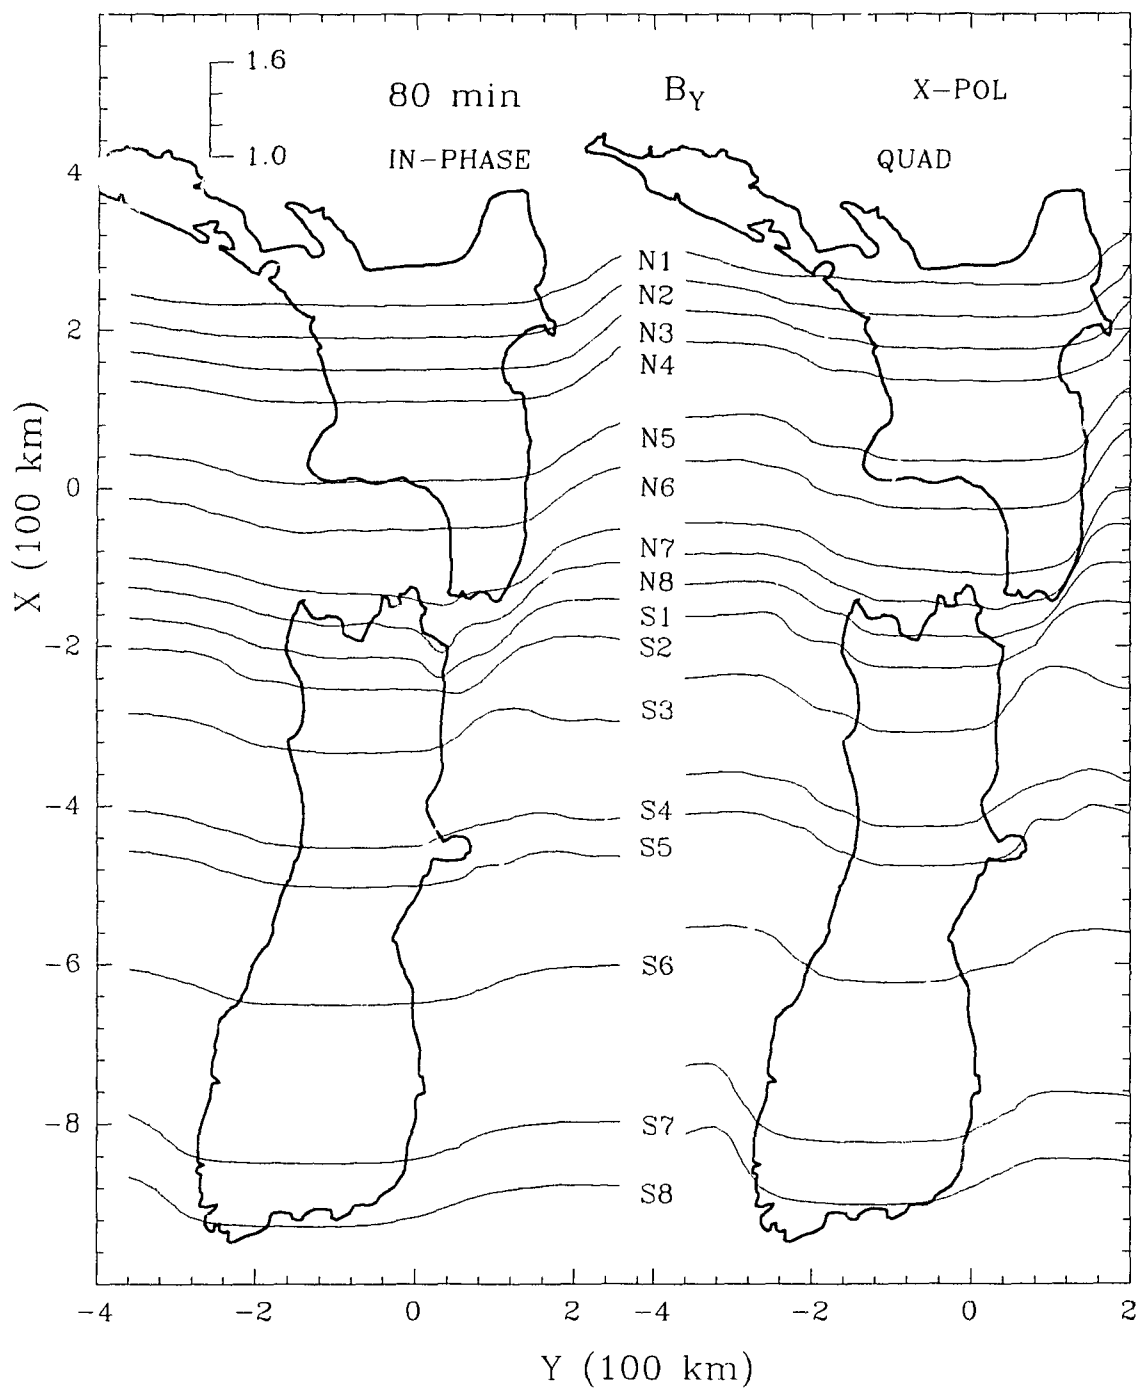 1.6
80 min
B_Y
X-POL
1.0
IN-PHASE
QUAD
4
N1
N2
2
N3
N4
N5
0
N6
N7
N8
S1
-2
S2
S3
-4
S4
S5
-6
S6
-8
S7
S8
X (100 km)
-4 -2 0 2 -4 -2 0 2
Y (100 km)